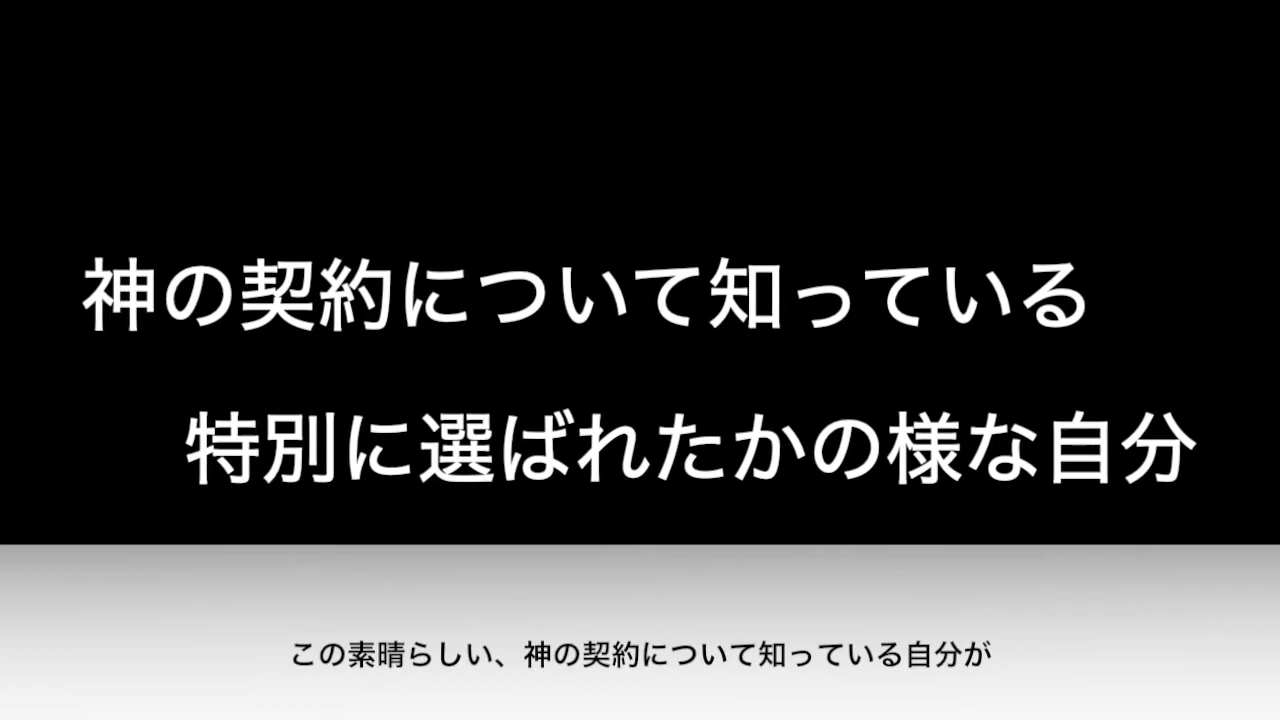 神の契約について知っている
特別に選ばれたかの様な自分
この素晴らしい、神の契約について知っている自分が